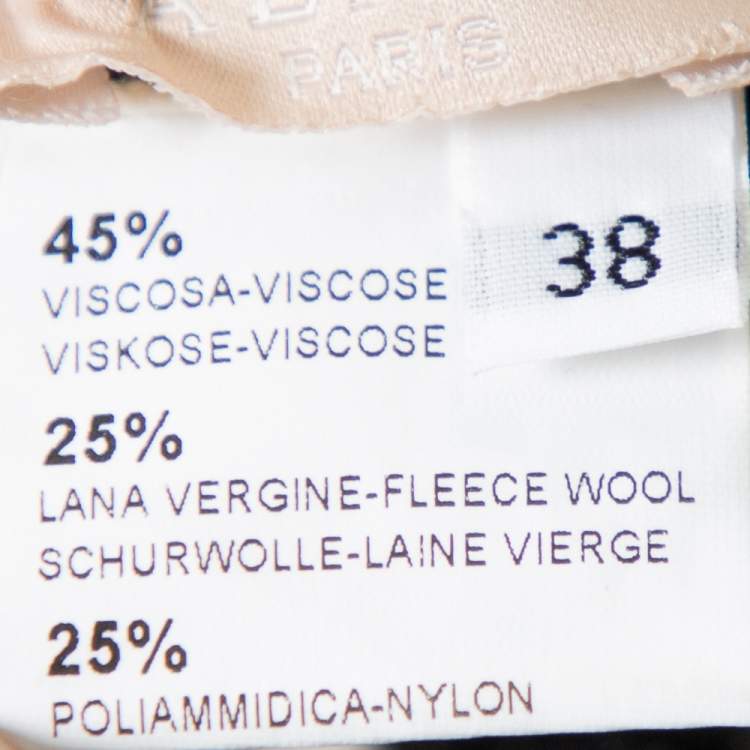 PARIS
38
45%
VISCOSA-VISCOSE
VISKOSE-VISCOSE
25%
LANA VERGINE-FLEECE WOOL
SCHURWOLLE-LAINE VIERGE
25%
POLIAMMIDICA-NYLON